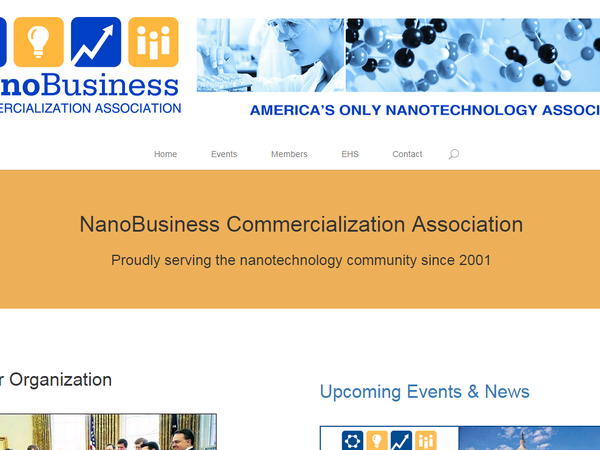 noBusiness
MERCIALIZATION ASSOCIATION
AMERICA'S ONLY NANOTECHNOLOGY ASSOCI
Home Events Members EHS Contact
NanoBusiness Commercialization Association
Proudly serving the nanotechnology community since 2001
r Organization
Upcoming Events & News